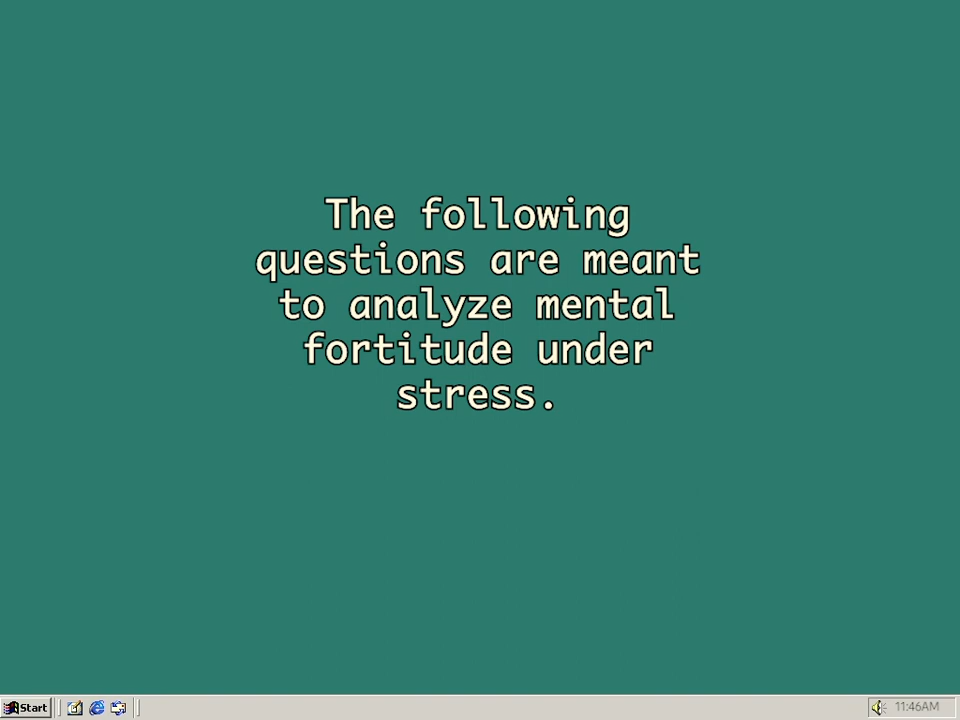 The following
questions are meant
to analyze mental
fortitude under
stress.
Start
11:46AM